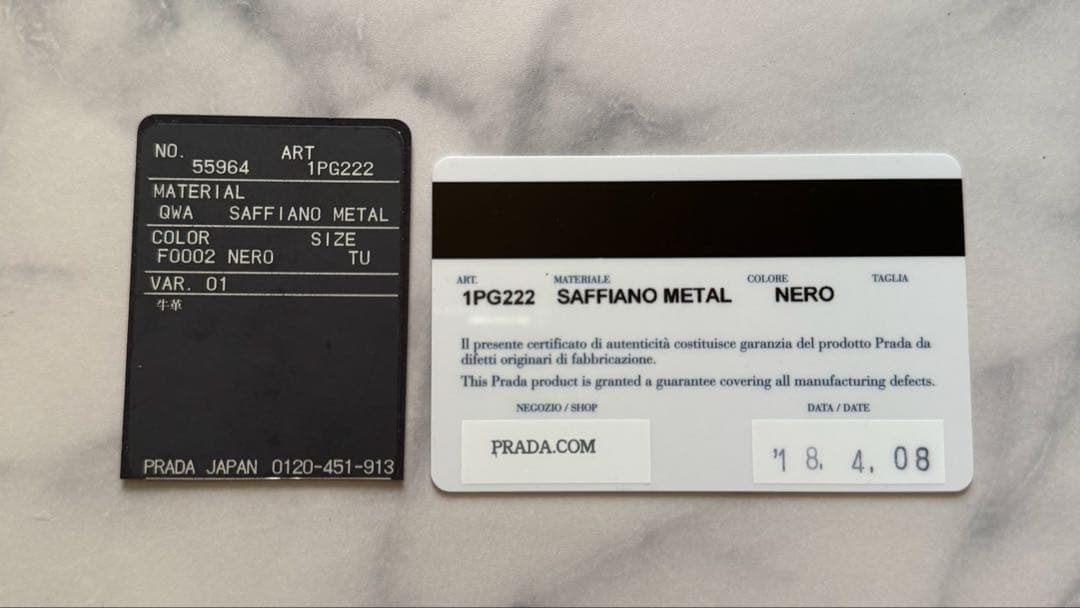 NO. ART
55964 1PG222
MATERIAL
QWA SAFFIANO METAL
COLOR SIZE
F0002 NERO TU
VAR. 01
牛革
PRADA JAPAN 0120-451-913
ART. MATERIALE COLORE TAGLIA
1PG222 SAFFIANO METAL NERO
Il presente certificato di autenticità costituisce garanzia del prodotto Prada da
difetti originari di fabbricazione.
This Prada product is granted a guarantee covering all manufacturing defects.
NEGOZIO / SHOP DATA / DATE
PRADA.COM '18. 4. 08